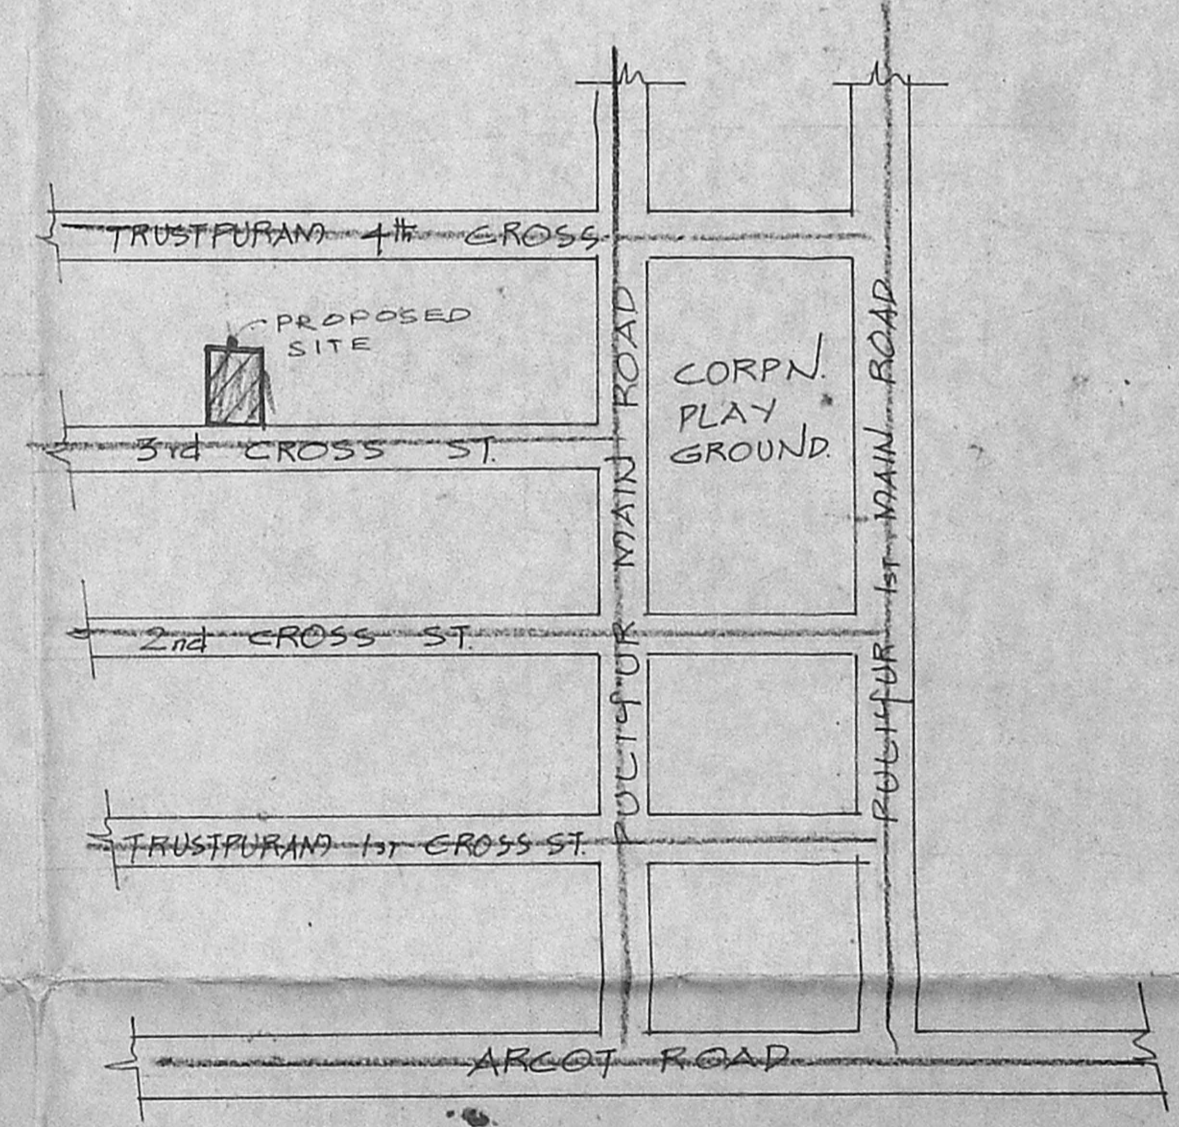 TRUSTPURAM 4th CROSS
PROPOSED
SITE
CORPN.
PLAY
GROUND.
3rd CROSS ST.
2nd CROSS ST.
TRUSTPURAM 1ST CROSS ST.
PULIYUR MAIN ROAD
PULIYUR 1ST MAIN ROAD
ARCOT ROAD